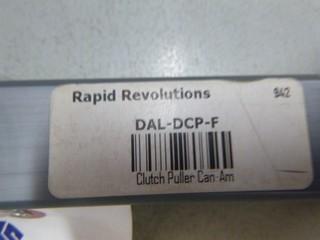 Rapid Revolutions 942
DAL-DCP-F
Clutch Puller Can-Am